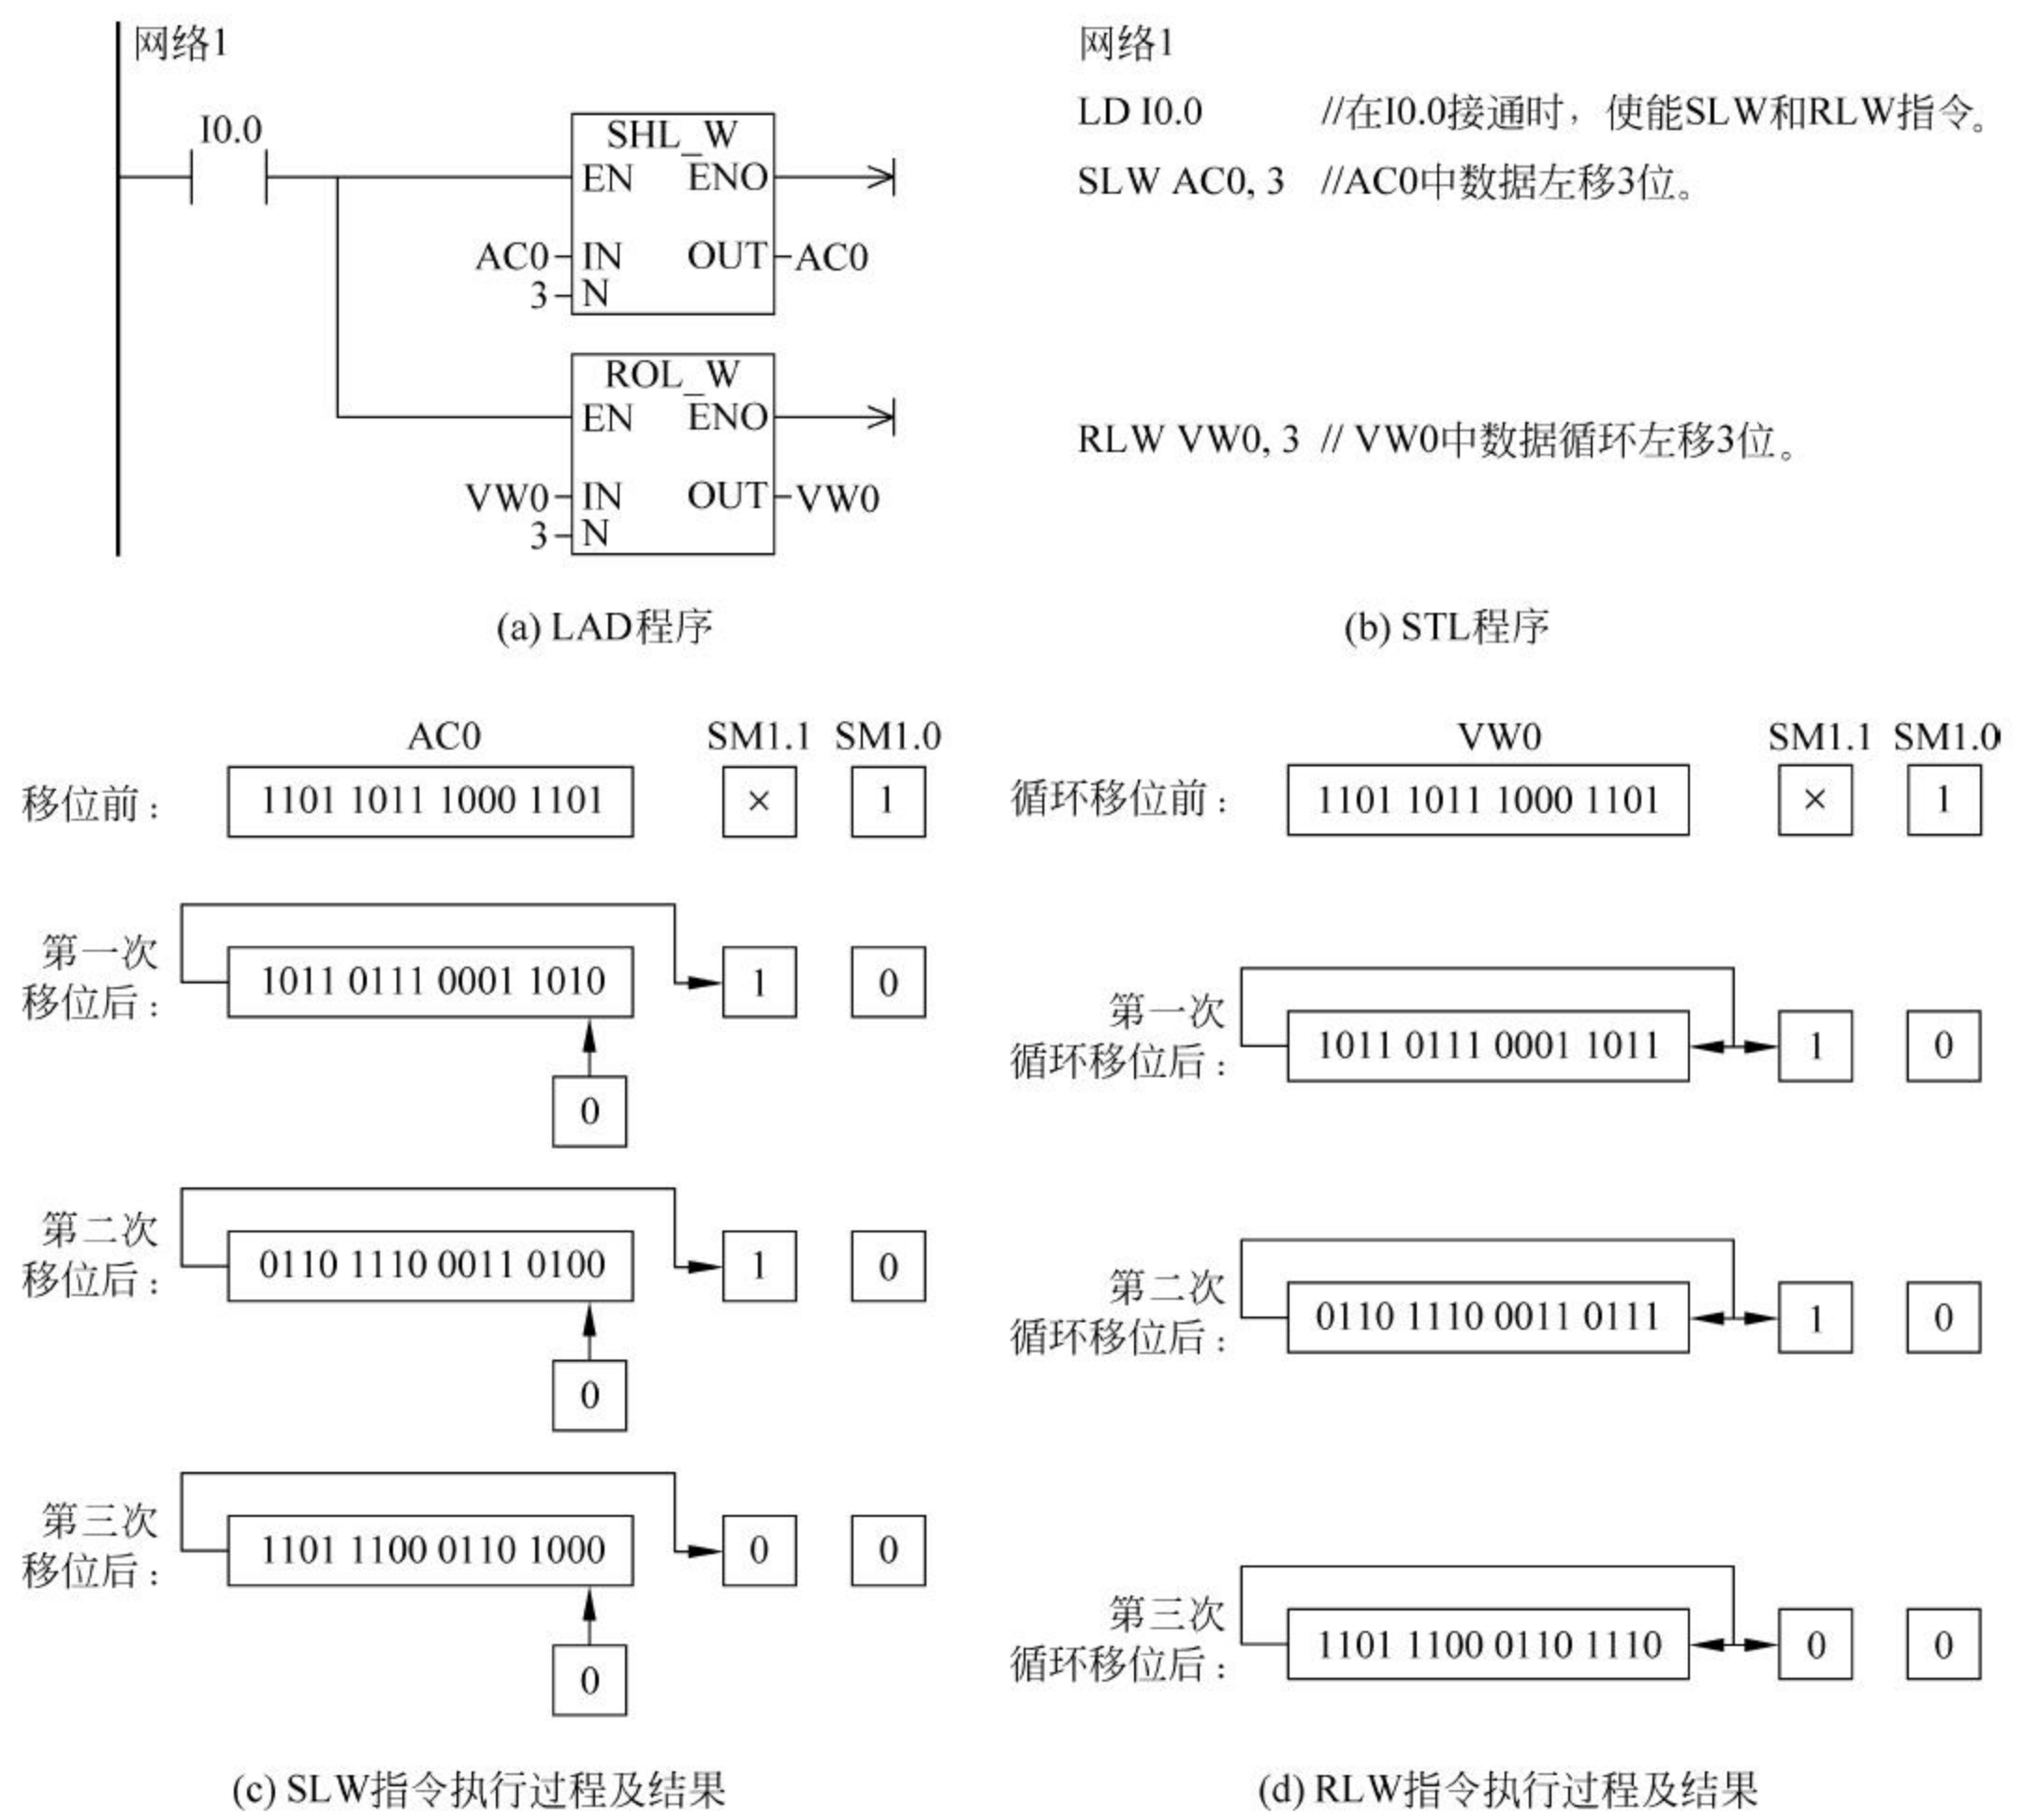 网络1
I0.0
SHL_W
EN ENO
AC0 IN OUT AC0
3 N
ROL_W
EN ENO
VW0 IN OUT VW0
3 N
(a) LAD程序
网络1
LD I0.0 //在I0.0接通时，使能SLW和RLW指令。
SLW AC0, 3 //AC0中数据左移3位。
RLW VW0, 3 // VW0中数据循环左移3位。
(b) STL程序
AC0 SM1.1 SM1.0
移位前： 1101 1011 1000 1101 × 1
第一次
移位后： 1011 0111 0001 1010 1 0
0
第二次
移位后： 0110 1110 0011 0100 1 0
0
第三次
移位后： 1101 1100 0110 1000 0 0
0
(c) SLW指令执行过程及结果
VW0 SM1.1 SM1.0
循环移位前： 1101 1011 1000 1101 × 1
第一次
循环移位后： 1011 0111 0001 1011 1 0
第二次
循环移位后： 0110 1110 0011 0111 1 0
第三次
循环移位后： 1101 1100 0110 1110 0 0
(d) RLW指令执行过程及结果